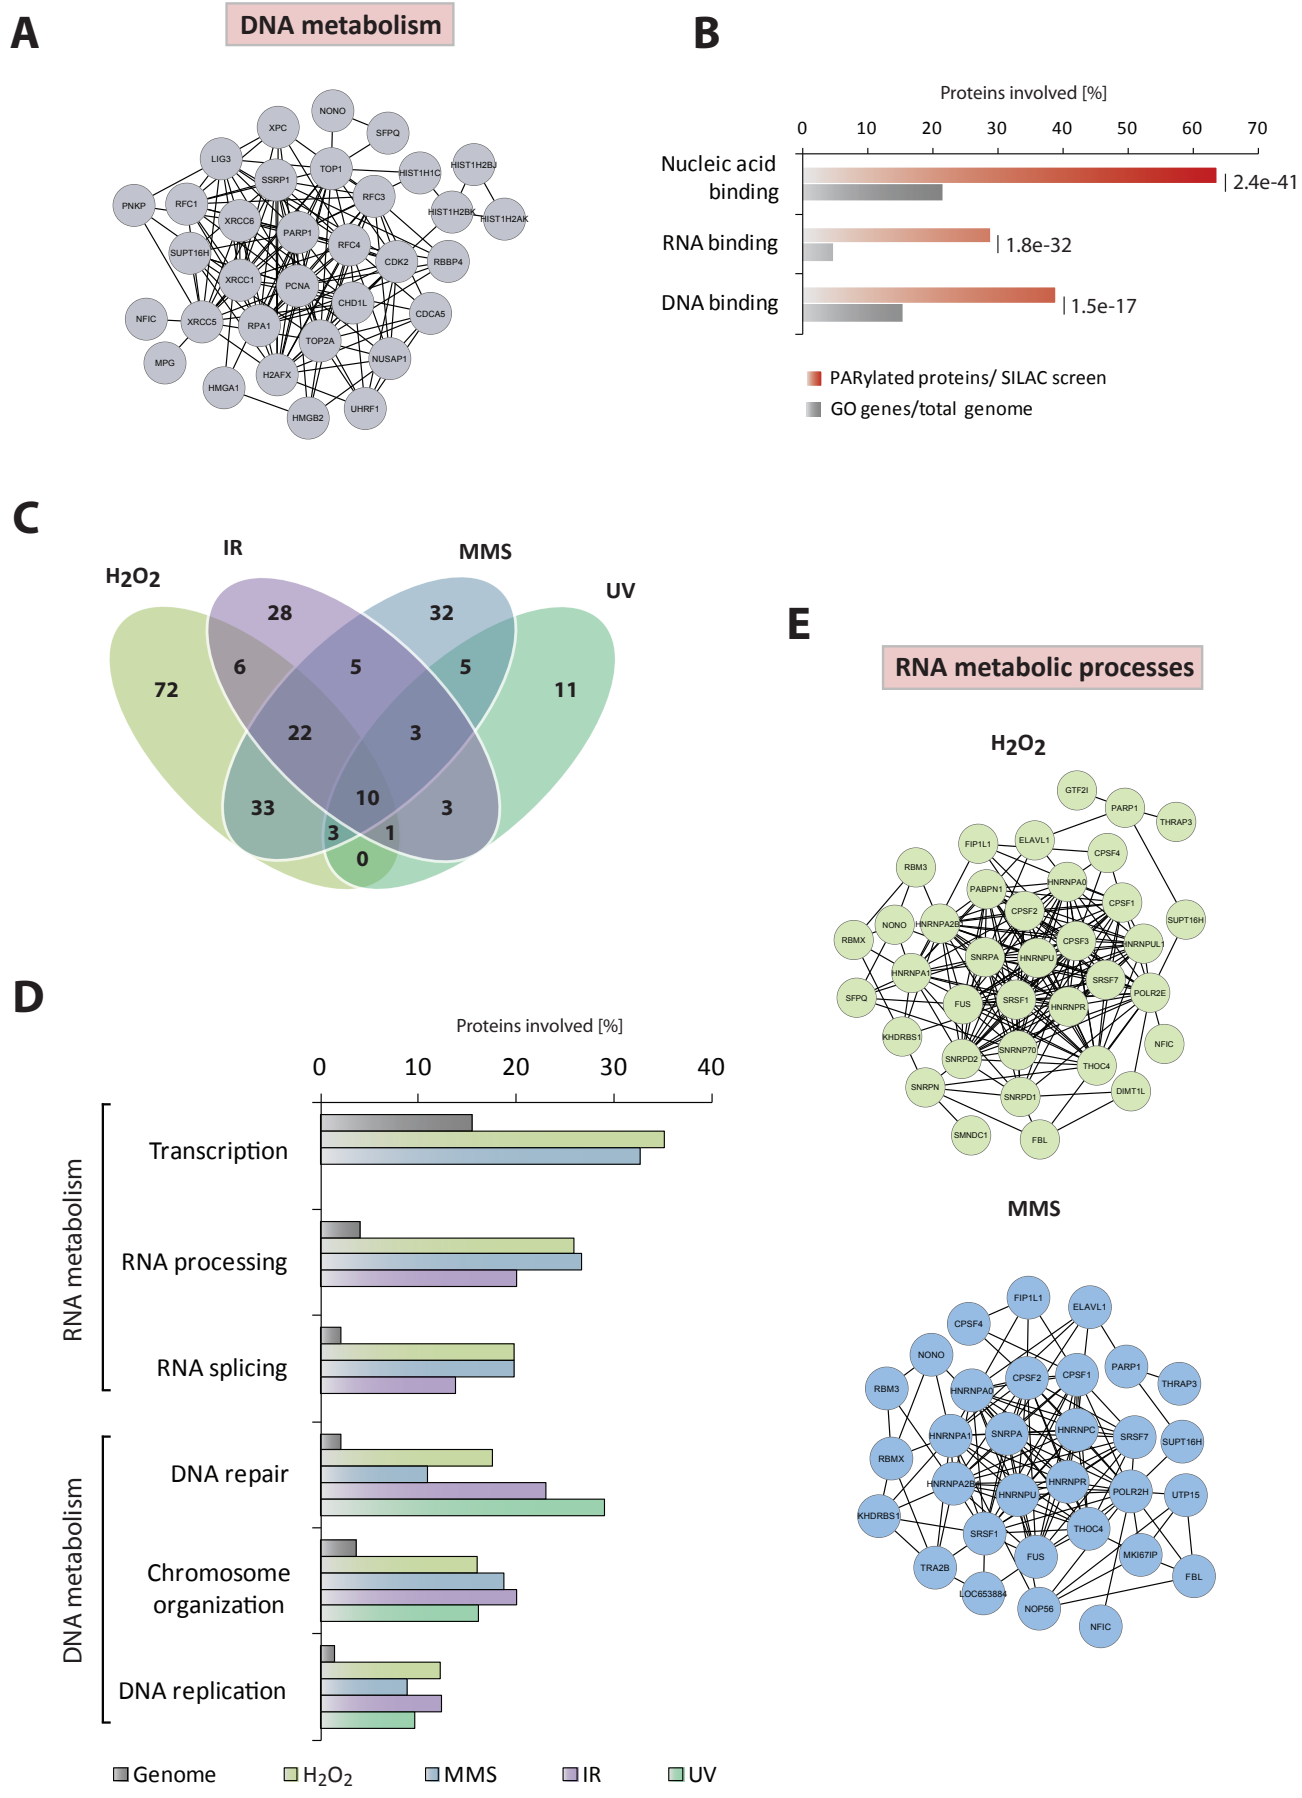 A
DNA metabolism
NONO
XPC
SFPQ
LIG3
TOP1
HIST1H2BJ
SSRP1
HIST1H1C
RFC3
PNKP
RFC1
XRCC6
HIST1H2BK
HIST1H2AK
PARP1
RFC4
SUPT16H
CDK2
RBBP4
XRCC1
PCNA
CHD1L
NFIC
XRCC5
RPA1
CDCA5
TOP2A
MPG
NUSAP1
HMGA1
H2AFX
HMGB2
UHRF1
B
Proteins involved [%]
0 10 20 30 40 50 60 70
Nucleic acid
binding
2.4e-41
RNA binding
1.8e-32
DNA binding
1.5e-17
PARylated proteins/ SILAC screen
GO genes/total genome
C
H2O2
IR
MMS
UV
28
32
6
5
5
72
11
22
3
10
33
3
3
1
0
D
Proteins involved [%]
0 10 20 30 40
RNA metabolism
Transcription
RNA processing
RNA splicing
DNA metabolism
DNA repair
Chromosome
organization
DNA replication
Genome
H2O2
MMS
IR
UV
E
RNA metabolic processes
H2O2
GTF2I
PARP1
THRAP3
FIP1L1
ELAVL1
CPSF4
RBM3
PABPN1
HNRNPA0
CPSF1
CPSF2
SUPT16H
NONO
HNRNPA2B1
RBMX
CPSF3
HNRNPUL1
SNRPA
HNRNPU
HNRNPA1
SRSF7
POLR2E
SFPQ
FUS
SRSF1
HNRNPR
KHDRBS1
NFIC
SNRPD2
SNRNP70
THOC4
SNRPN
SNRPD1
DIMT1L
SMNDC1
FBL
MMS
FIP1L1
ELAVL1
CPSF4
NONO
PARP1
RBM3
HNRNPA0
CPSF2
CPSF1
THRAP3
HNRNPA1
SNRPA
HNRNPC
SRSF7
SUPT16H
RBMX
HNRNPA2B1
HNRNPU
HNRNPR
POLR2H
UTP15
KHDRBS1
SRSF1
THOC4
TRA2B
FUS
MKI67IP
FBL
LOC653884
NOP56
NFIC